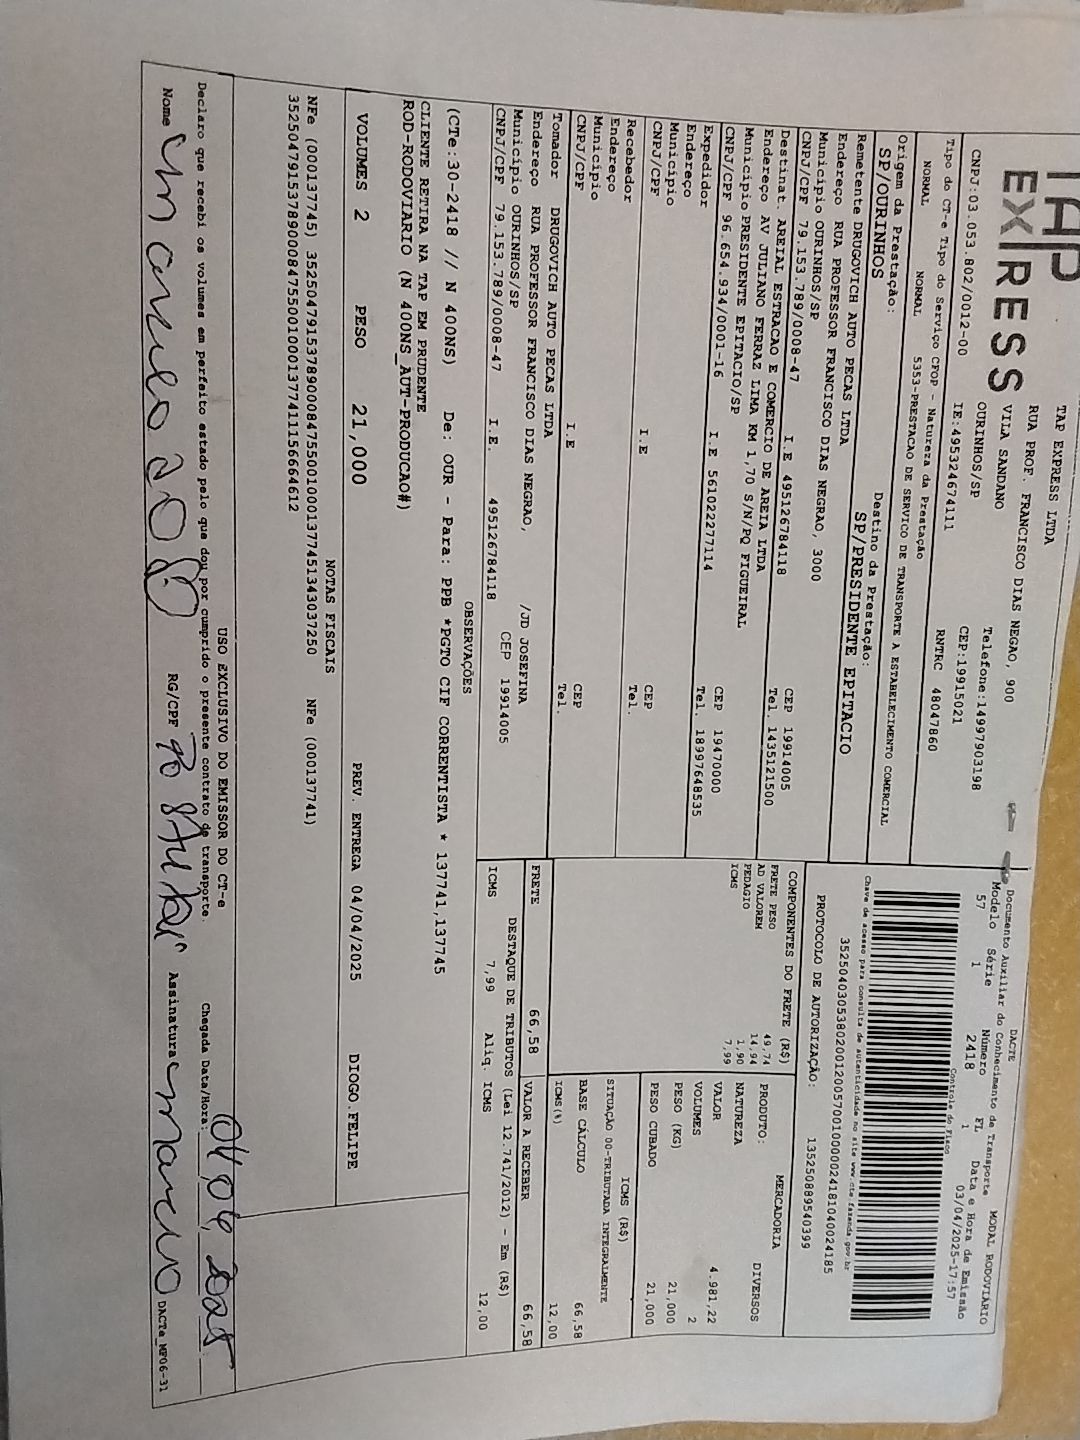 TAP
EXPRESS
TAP EXPRESS LTDA
RUA PROF. FRANCISCO DIAS NEGAO, 900
VILA SANDANO
OURINHOS/SP
Telefone:14997903198
CEP:19915021
CNPJ:03.053.802/0012-00 IE:495324674111
RNTRC 48047860
Tipo do CT-e Tipo do Serviço CFOP - Natureza da Prestação
NORMAL NORMAL 5353-PRESTACAO DE SERVICO DE TRANSPORTE A ESTABELECIMENTO COMERCIAL
Origem da Prestação: Destino da Prestação:
SP/OURINHOS SP/PRESIDENTE EPITACIO
DACTE MODAL RODOVIÁRIO
Documento Auxiliar do Conhecimento de Transporte
Modelo Série Número FL Data e Hora de Emissão
57 1 2418 1 03/04/2025-17:57
Controle do Fisco
Chave de acesso para consulta de autenticidade no site www.cte.fazenda.gov.br
35250403053802001200570010000024181040024185
PROTOCOLO DE AUTORIZAÇÃO: 135250889540399
Remetente DRUGOVICH AUTO PECAS LTDA
Endereço RUA PROFESSOR FRANCISCO DIAS NEGRAO, 3000
Município OURINHOS/SP CEP 19914005
CNPJ/CPF 79.153.789/0008-47 I.E 495126784118 Tel. 1435121500
Destinat. AREIAL ESTRACAO E COMERCIO DE AREIA LTDA
Endereço AV JULIANO FERRAZ LIMA KM 1,70 S/N/PQ FIGUEIRAL
Município PRESIDENTE EPITACIO/SP CEP 19470000
CNPJ/CPF 96.654.934/0001-16 I.E 561022277114 Tel. 18997648535
Expedidor
Endereço
Município CEP
CNPJ/CPF I.E Tel.
Recebedor
Endereço
Município CEP
CNPJ/CPF I.E Tel.
Tomador DRUGOVICH AUTO PECAS LTDA
Endereço RUA PROFESSOR FRANCISCO DIAS NEGRAO, /JD JOSEFINA
Município OURINHOS/SP CEP 19914005
CNPJ/CPF 79.153.789/0008-47 I.E. 495126784118
COMPONENTES DO FRETE (R$)
FRETE PESO 49,74
AD VALOREM 14,94
PEDAGIO 1,90
ICMS 7,99
MERCADORIA
PRODUTO: DIVERSOS
NATUREZA
VALOR 4.981,22
VOLUMES 2
PESO (KG) 21,000
PESO CUBADO 21,000
ICMS (R$)
SITUAÇÃO 00-TRIBUTADA INTEGRALMENTE
BASE CÁLCULO 66,58
ICMS(%) 12,00
FRETE 66,58 VALOR A RECEBER 66,58
DESTAQUE DE TRIBUTOS (Lei 12.741/2012) - Em (R$)
ICMS 7,99 Aliq. ICMS 12,00
OBSERVAÇÕES
(CTe:30-2418 // N 400NS) De: OUR - Para: PPB *PGTO CIF CORRENTISTA * 137741,137745
CLIENTE RETIRA NA TAP EM PRUDENTE
ROD-RODOVIARIO (N 400NS_AUT-PRODUCAO#)
VOLUMES 2 PESO 21,000 PREV. ENTREGA 04/04/2025 DIOGO.FELIPE
NOTAS FISCAIS
NFe (000137745) 35250479153789000847550010001377451343037250 NFe (000137741)
35250479153789000847550010001377411156664612
USO EXCLUSIVO DO EMISSOR DO CT-e
Declaro que recebi os volumes em perfeito estado pelo que dou por cumprido o presente contrato de transporte. Chegada Data/Hora: 04 04 2025
Nome RG/CPF Assinatura marcio DACTe_MP06-31